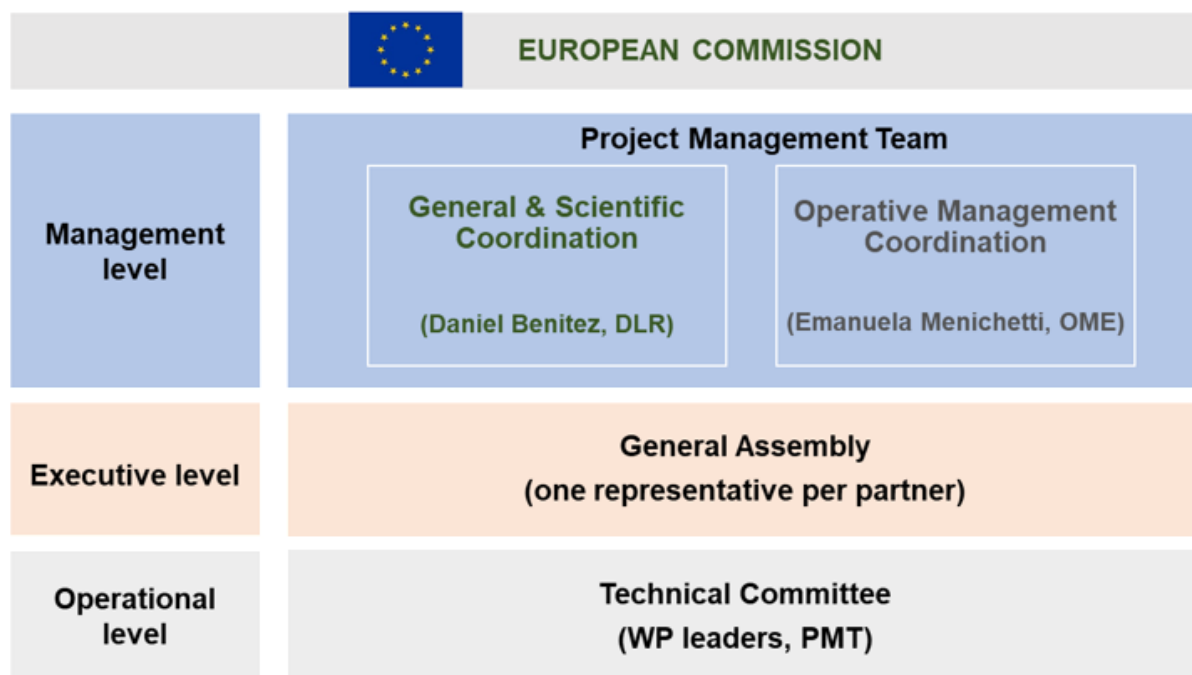 EUROPEAN COMMISSION
Management
level
Project Management Team
General & Scientific
Coordination
(Daniel Benitez, DLR)
Operative Management
Coordination
(Emanuela Menichetti, OME)
Executive level
General Assembly
(one representative per partner)
Operational
level
Technical Committee
(WP leaders, PMT)